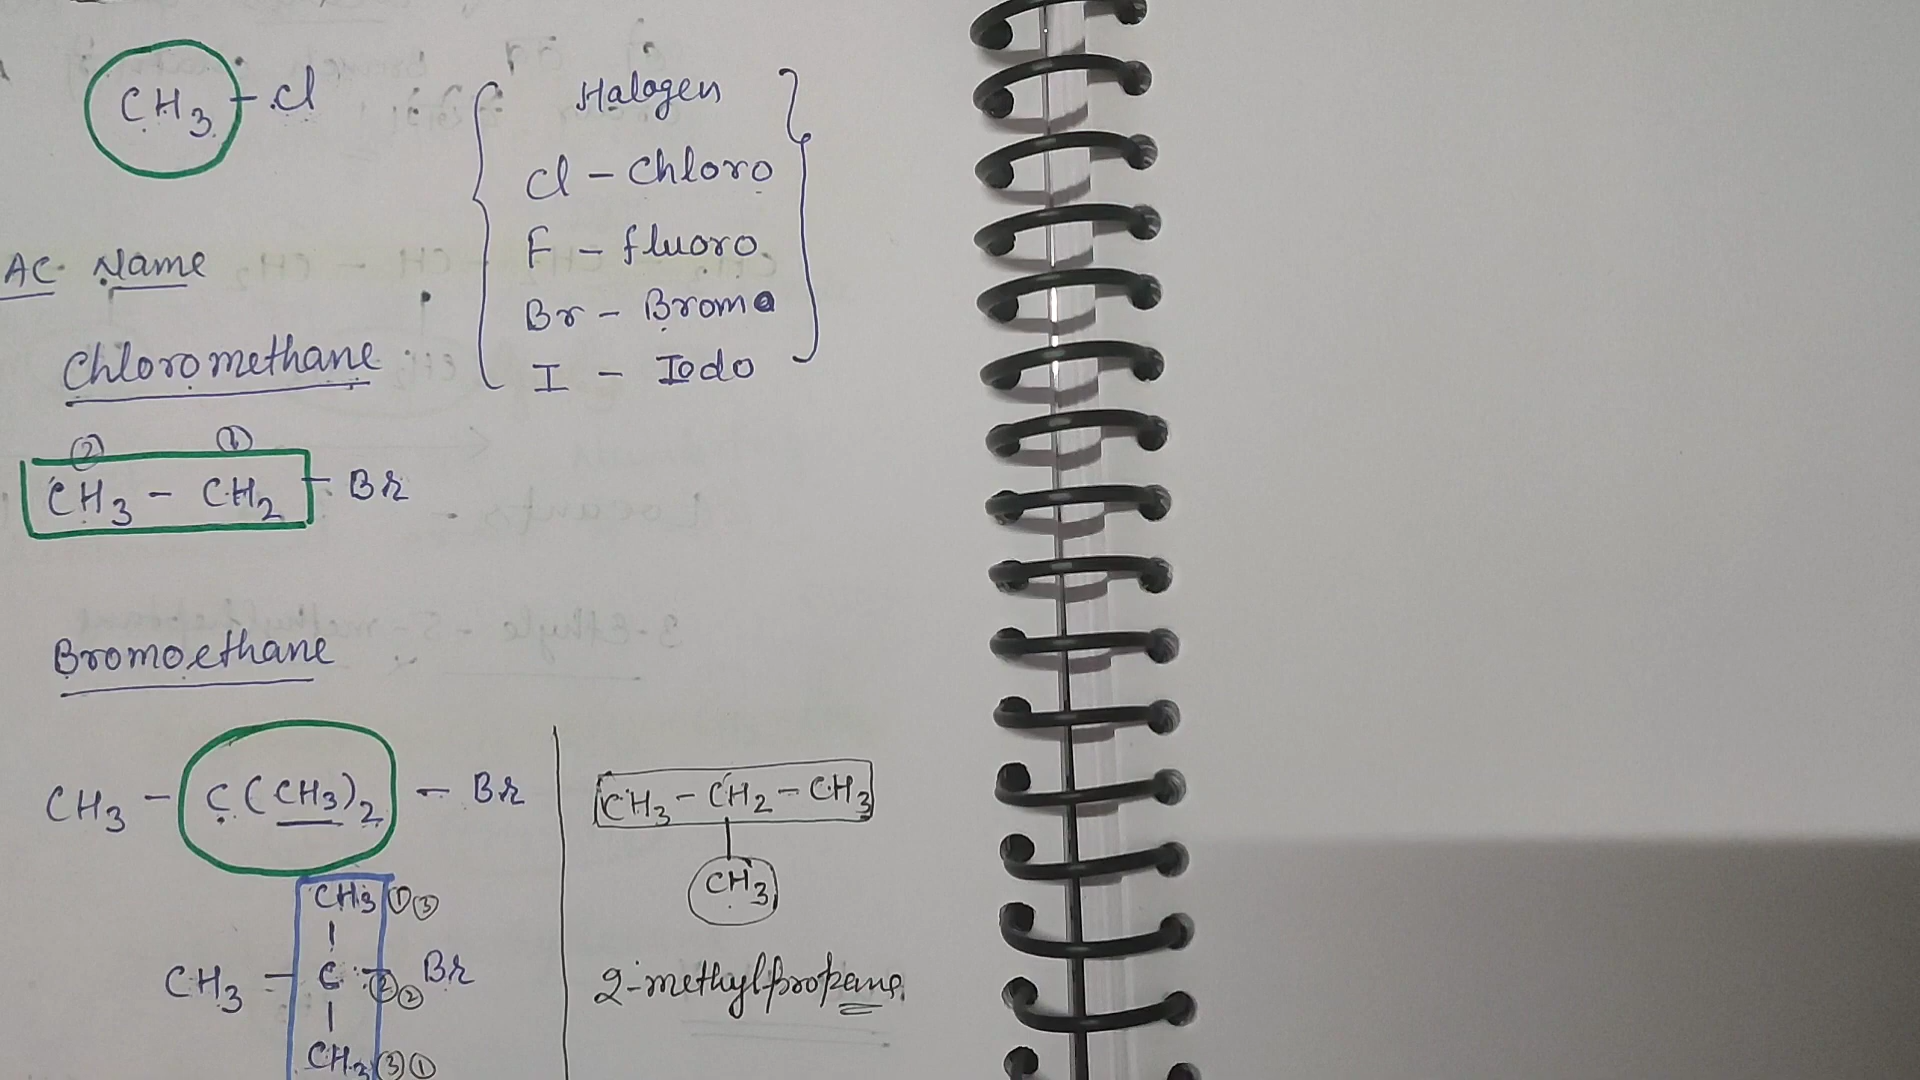 CH3 - Cl
Halogen
Cl - Chloro
F - fluoro
Br - Bromo
I - Iodo
AC Name
Chloromethane
② ①
CH3 - CH2 - Br
Bromoethane
CH3 - C(CH3)2 - Br
CH3 ① ③
CH3 - C - Br
② ②
CH3 ③ ①
CH3 - CH2 - CH3
CH3
2-methylpropane